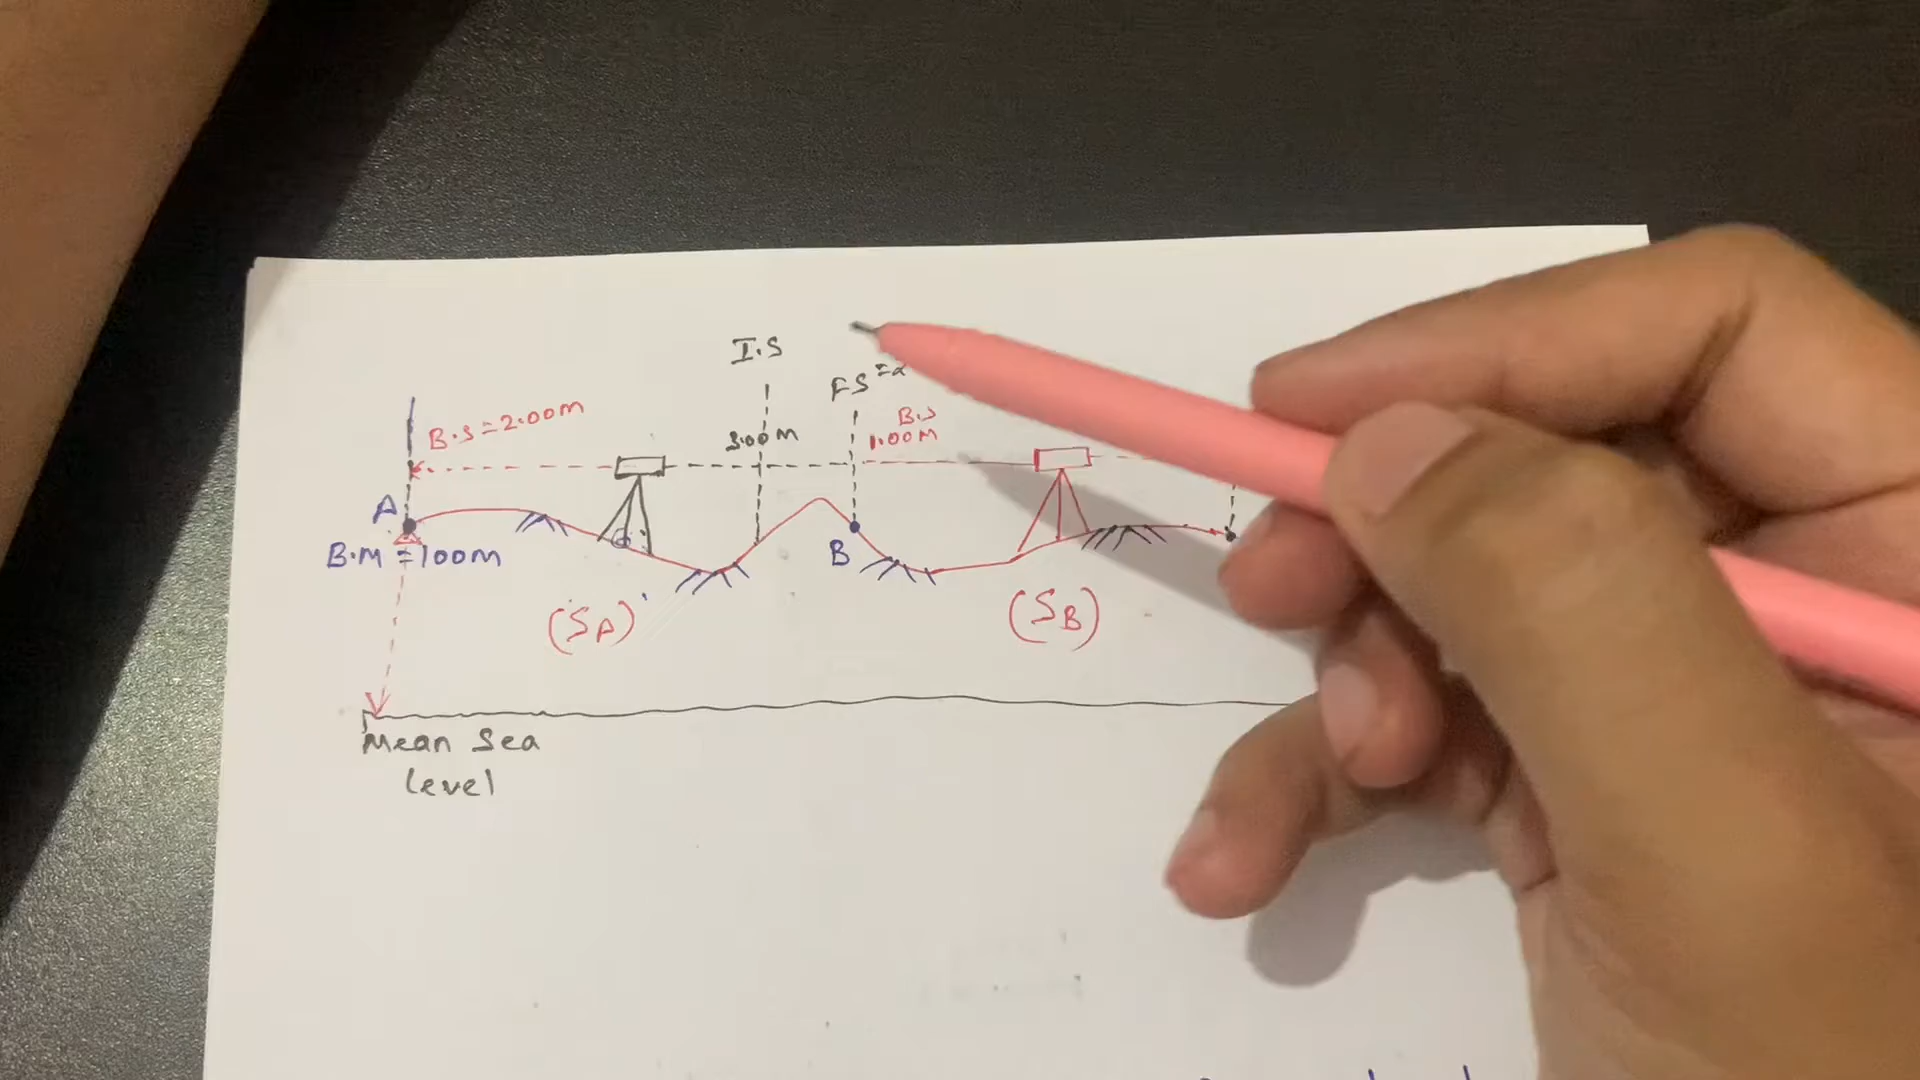 I.S
FS =
B.S = 2.00m
B.S
3.00m
1.00m
A
B.M = 100m
B
(SA)
(SB)
Mean Sea
level